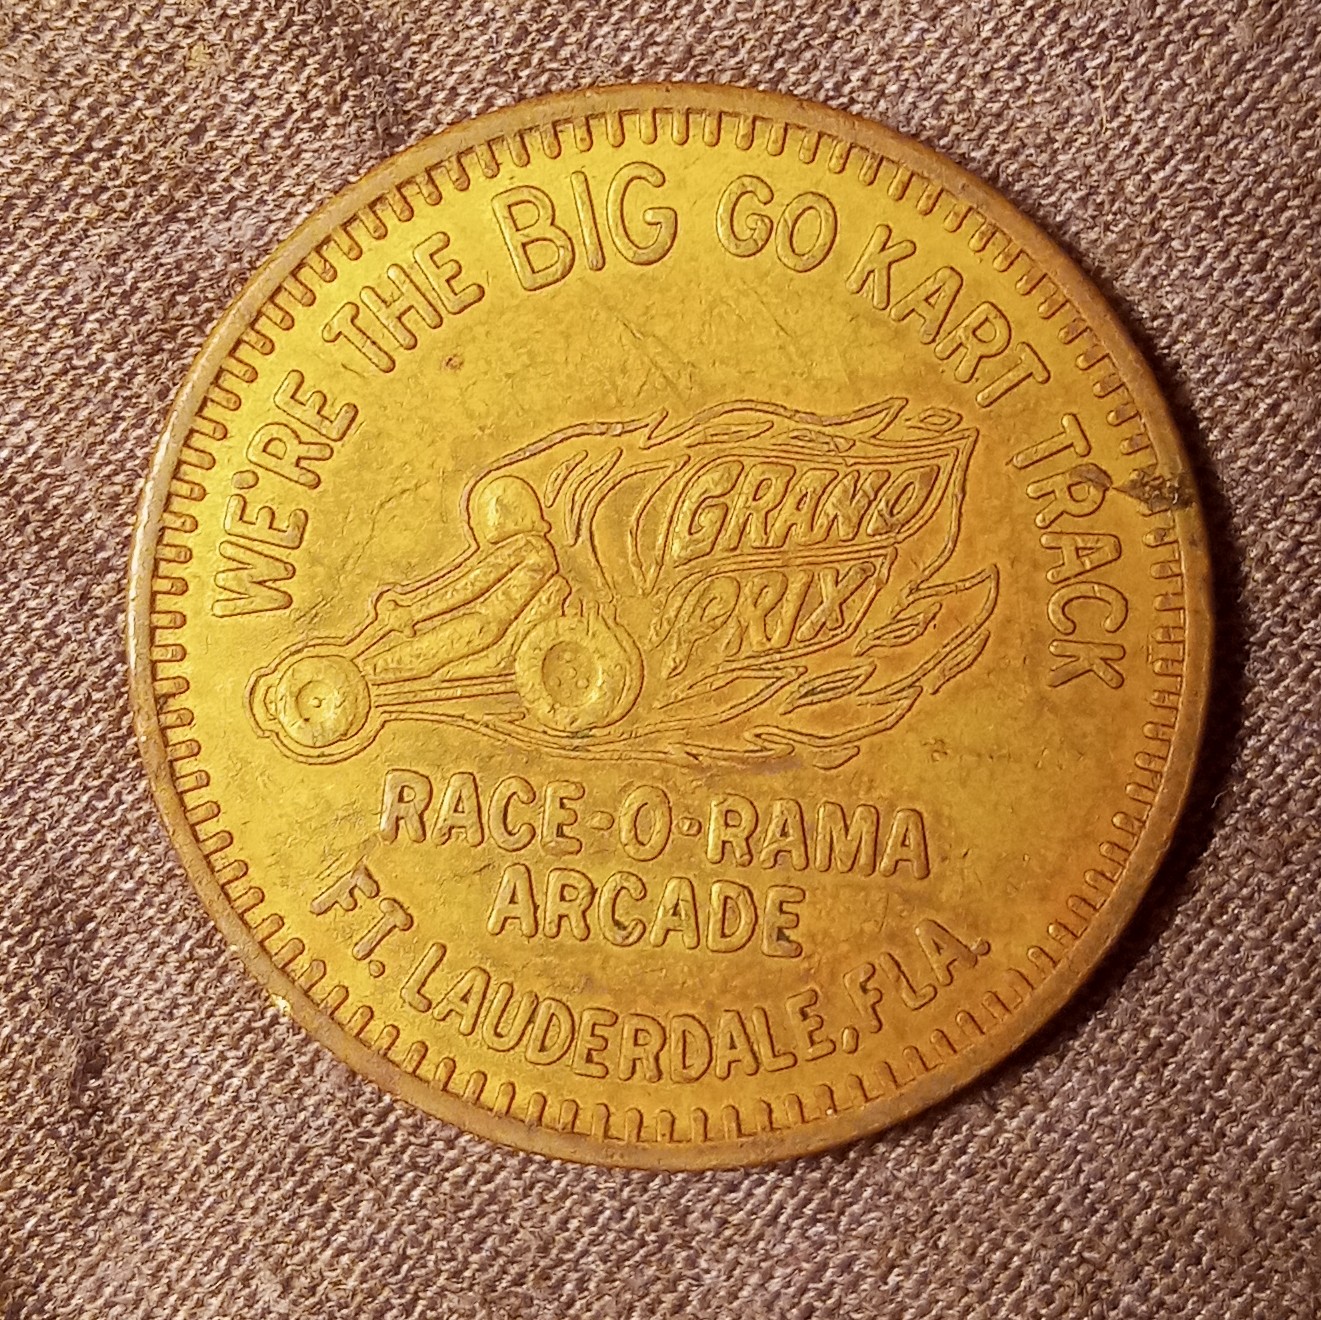 WE'RE THE BIG GO KART TRACK
GRAND
PRIX
RACE-O-RAMA
ARCADE
FT. LAUDERDALE, FLA.